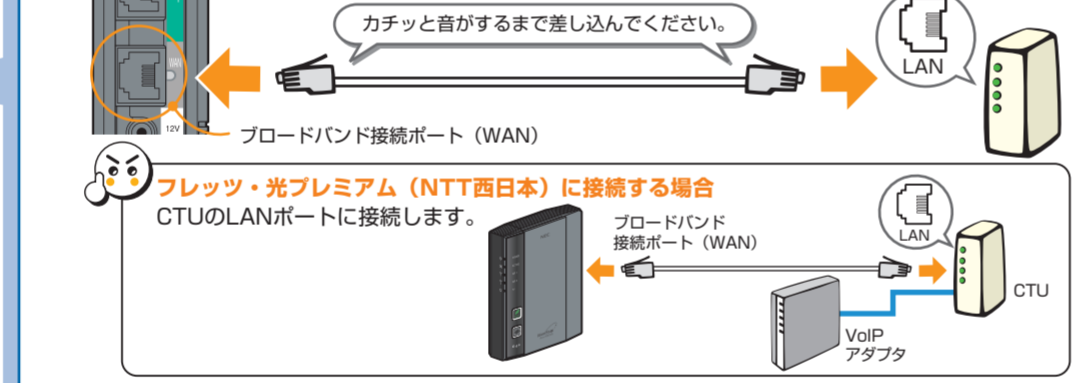 カチッと音がするまで差し込んでください。
LAN
WAN
12V
ブロードバンド接続ポート（WAN）
フレッツ・光プレミアム（NTT西日本）に接続する場合
CTUのLANポートに接続します。
ブロードバンド
接続ポート（WAN）
LAN
CTU
VoIP
アダプタ